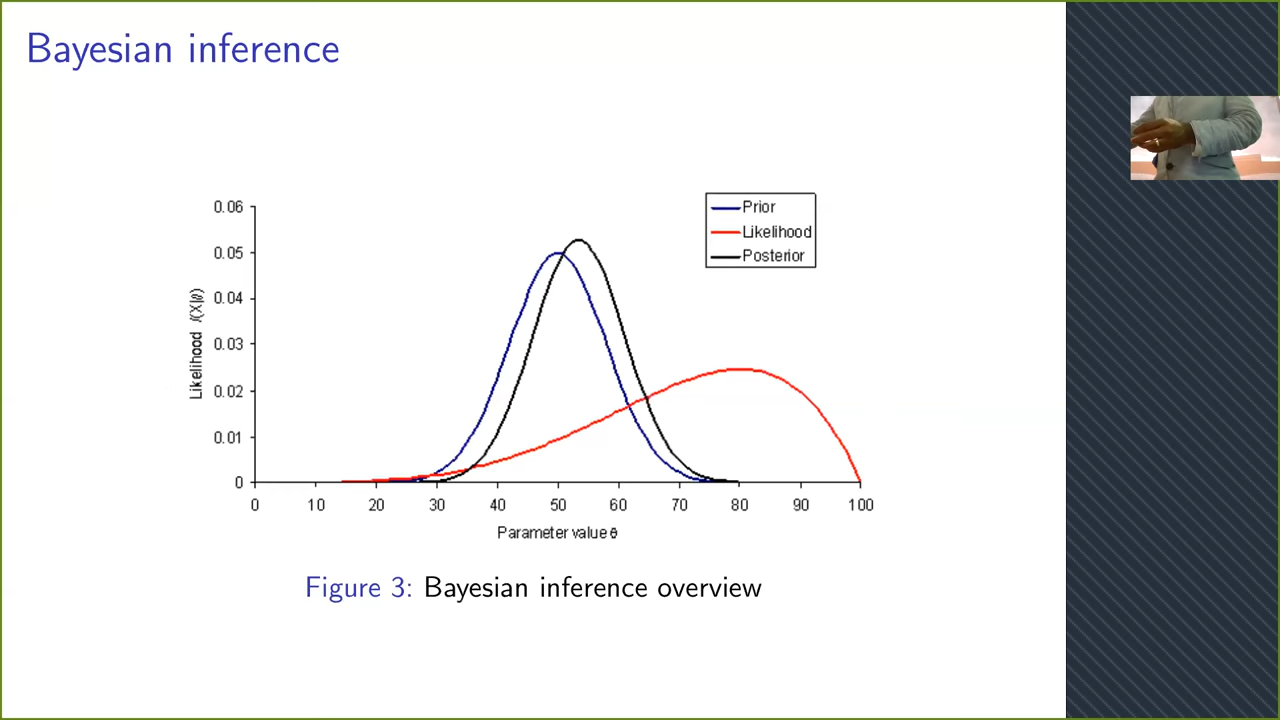 Bayesian inference
0.06
0.05
0.04
0.03
0.02
0.01
0
Likelihood l(X|θ)
Prior
Likelihood
Posterior
0 10 20 30 40 50 60 70 80 90 100
Parameter value θ
Figure 3: Bayesian inference overview